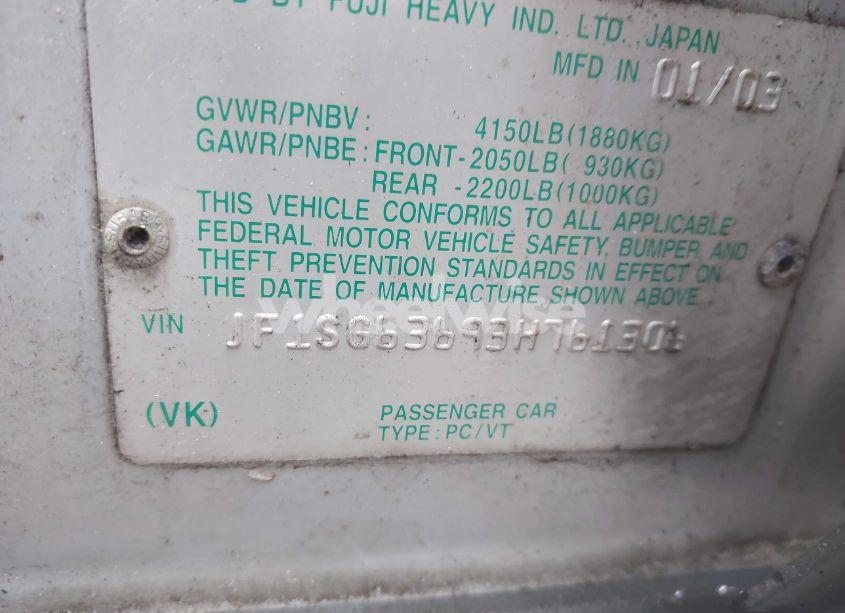 BY FUJI HEAVY IND. LTD., JAPAN
MFD IN 01/03
GVWR/PNBV: 4150LB(1880KG)
GAWR/PNBE: FRONT-2050LB( 930KG)
REAR -2200LB(1000KG)
THIS VEHICLE CONFORMS TO ALL APPLICABLE
FEDERAL MOTOR VEHICLE SAFETY, BUMPER, AND
THEFT PREVENTION STANDARDS IN EFFECT ON
THE DATE OF MANUFACTURE SHOWN ABOVE.
wheelwise
VIN
(VK) PASSENGER CAR
TYPE: PC/VT